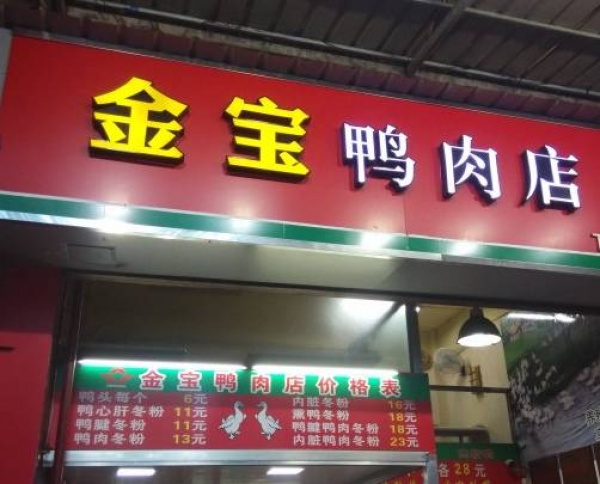 金宝鸭肉店
金宝鸭肉店价格表
鸭头每个 6元 内脏冬粉 16元
鸭心肝冬粉 11元 熏鸭冬粉 18元
鸭腱冬粉 11元 鸭腱鸭肉冬粉 18元
鸭肉冬粉 13元 内脏鸭肉冬粉 23元
各28元